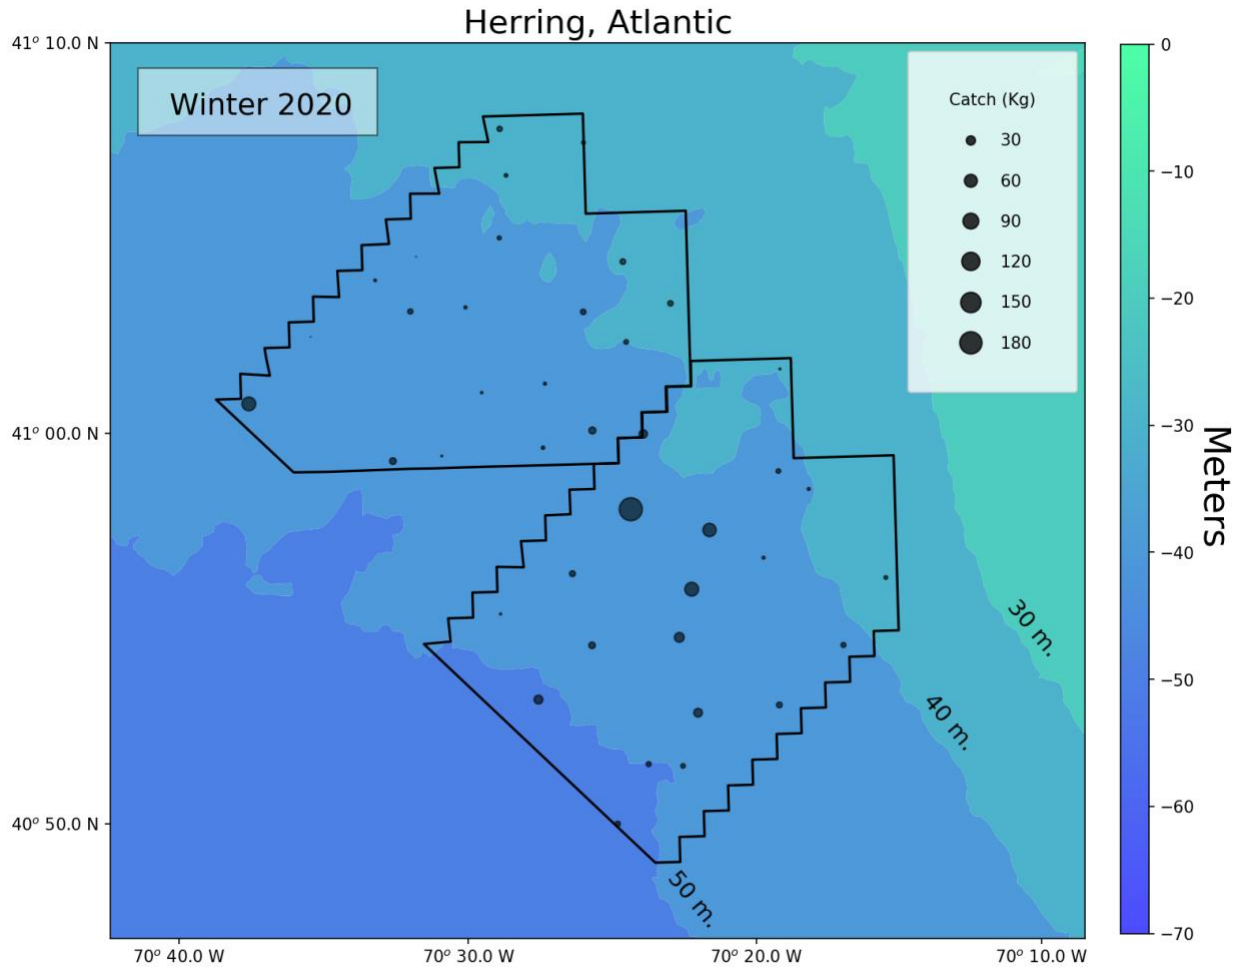 Herring, Atlantic
41° 10.0 N
Winter 2020
Catch (Kg)
30
60
90
120
150
180
41° 00.0 N
40° 50.0 N
30 m.
40 m.
50 m.
70° 40.0 W
70° 30.0 W
70° 20.0 W
70° 10.0 W
0
−10
−20
−30
−40
−50
−60
−70
Meters